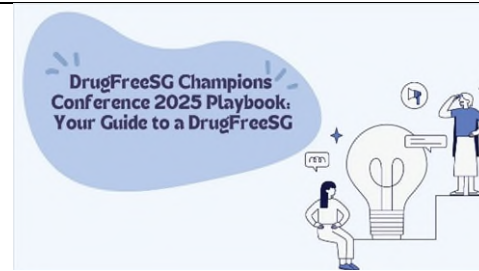 DrugFreeSG Champions
Conference 2025 Playbook:
Your Guide to a DrugFreeSG